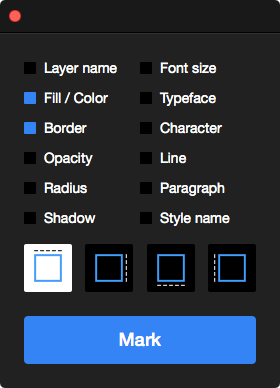 Layer name
Font size
Fill / Color
Typeface
Border
Character
Opacity
Line
Radius
Paragraph
Shadow
Style name
Mark